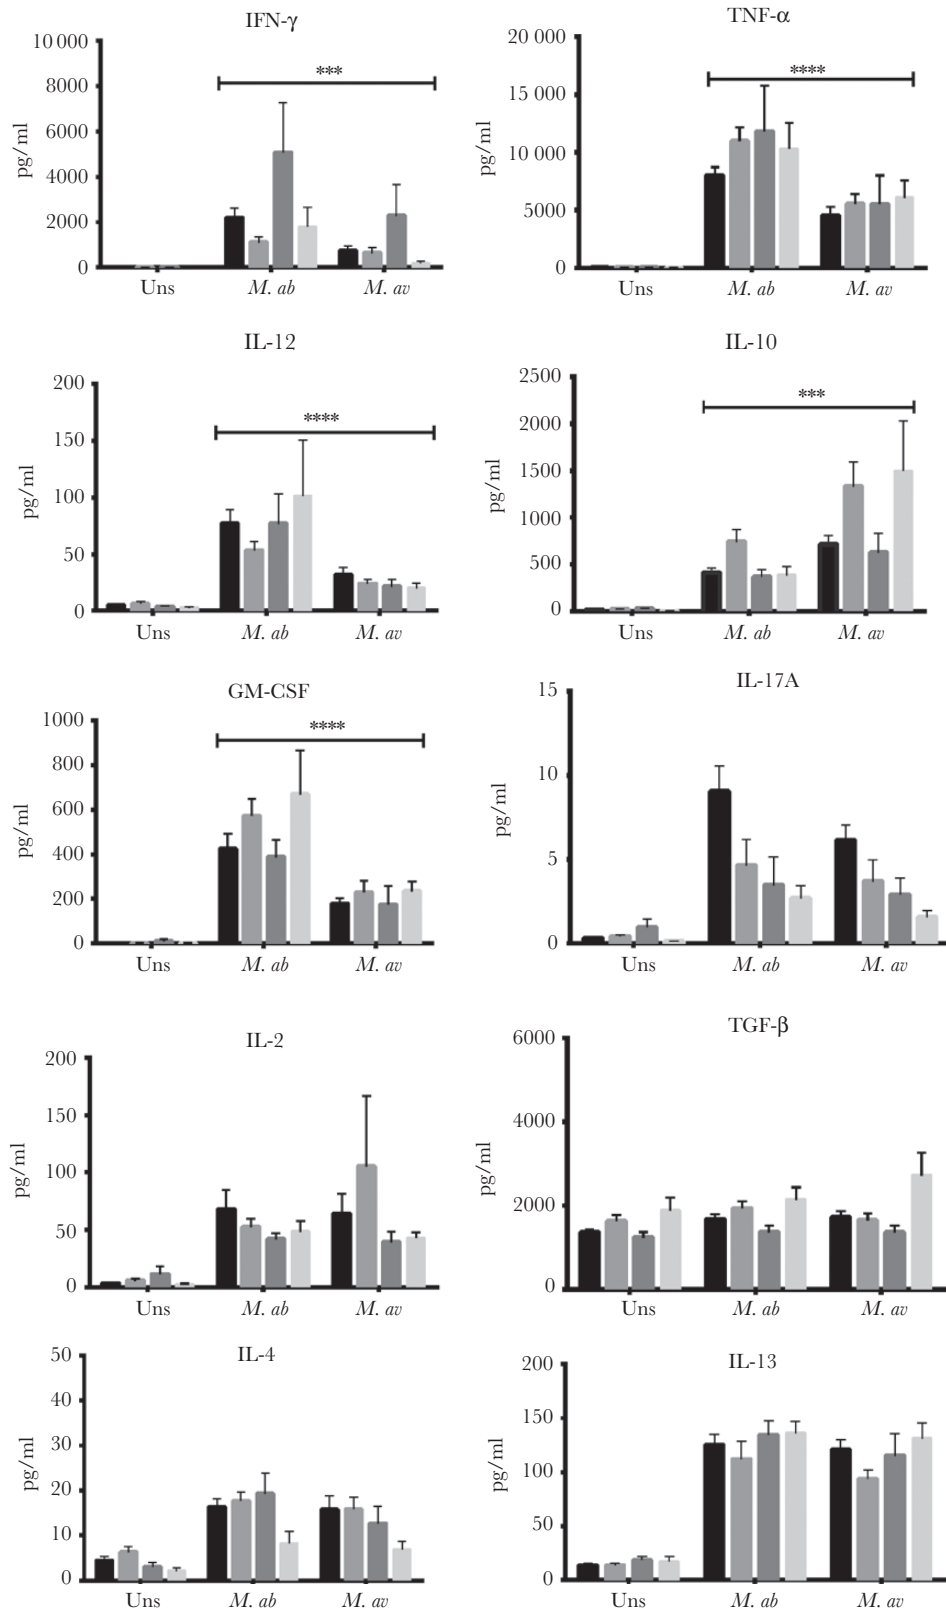 IFN-γ
10 000
8000
6000
4000
2000
0
pg/ml
***
Uns
M. ab
M. av
TNF-α
20 000
15 000
10 000
5000
0
pg/ml
****
Uns
M. ab
M. av
IL-12
200
150
100
50
0
pg/ml
****
Uns
M. ab
M. av
IL-10
2500
2000
1500
1000
500
0
pg/ml
***
Uns
M. ab
M. av
GM-CSF
1000
800
600
400
200
0
pg/ml
****
Uns
M. ab
M. av
IL-17A
15
10
5
0
pg/ml
Uns
M. ab
M. av
IL-2
200
150
100
50
0
pg/ml
Uns
M. ab
M. av
TGF-β
6000
4000
2000
0
pg/ml
Uns
M. ab
M. av
IL-4
50
40
30
20
10
0
pg/ml
Uns
M. ab
M. av
IL-13
200
150
100
50
0
pg/ml
Uns
M. ab
M. av